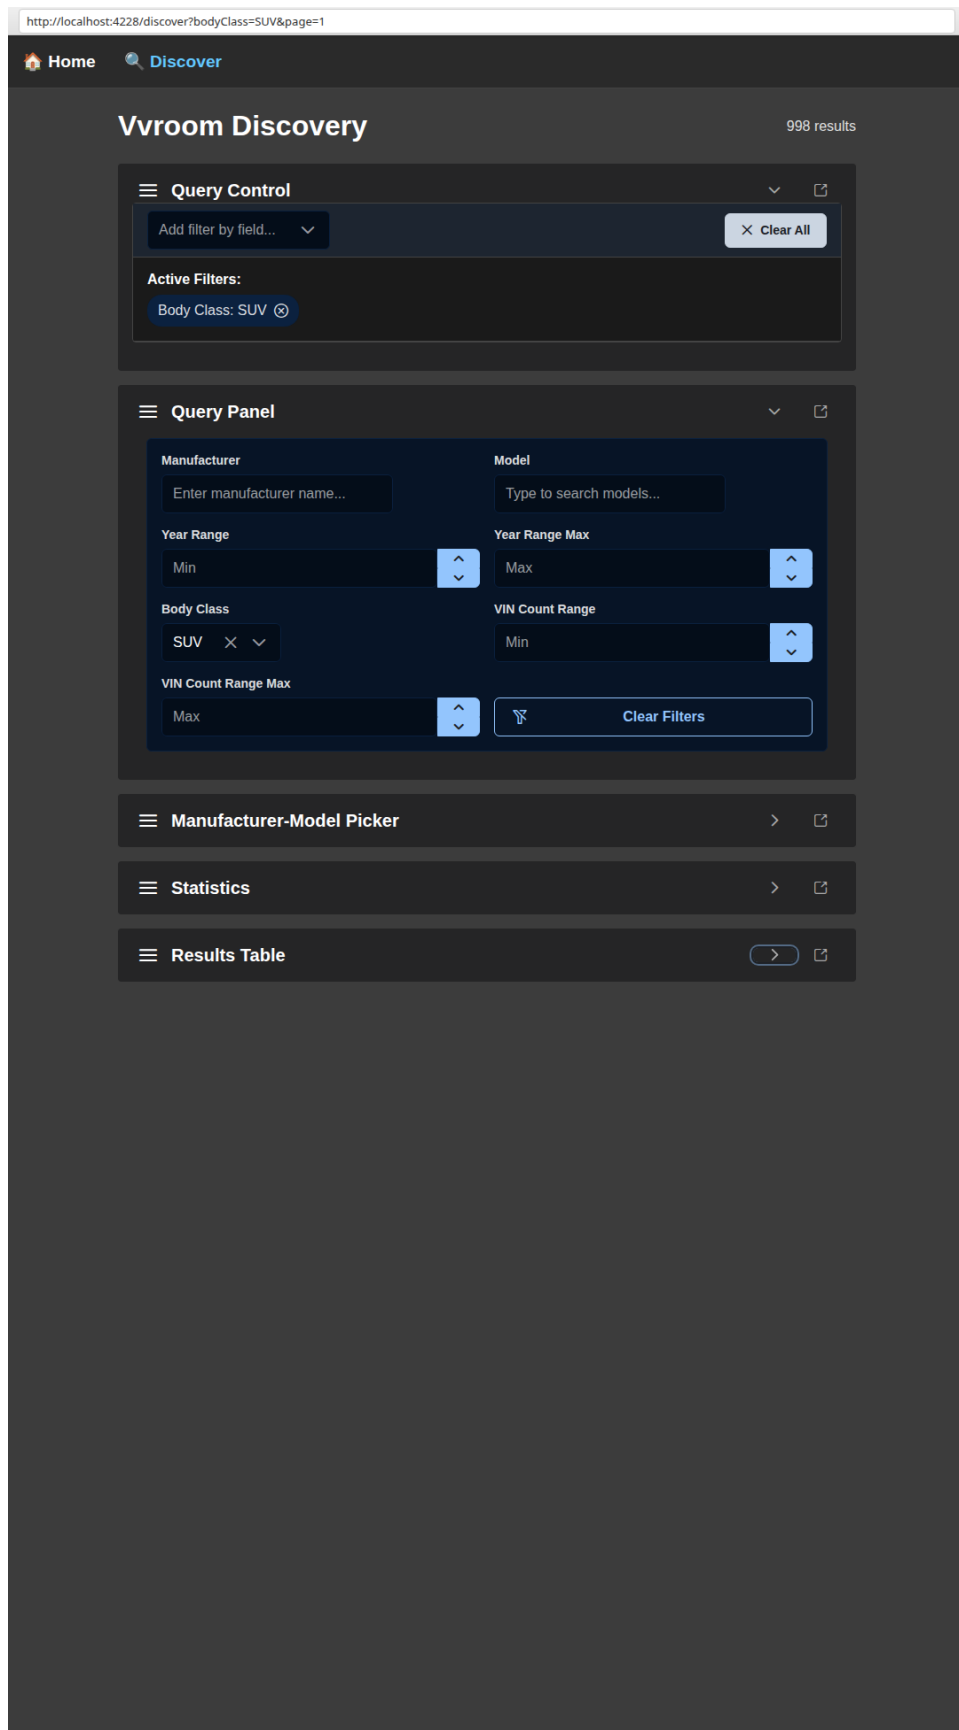 http://localhost:4228/discover?bodyClass=SUV&page=1
Home Discover
Vvroom Discovery 998 results
Query Control
Add filter by field... Clear All
Active Filters:
Body Class: SUV
Query Panel
Manufacturer Model
Enter manufacturer name... Type to search models...
Year Range Year Range Max
Min Max
Body Class VIN Count Range
SUV Min
VIN Count Range Max
Max Clear Filters
Manufacturer-Model Picker
Statistics
Results Table